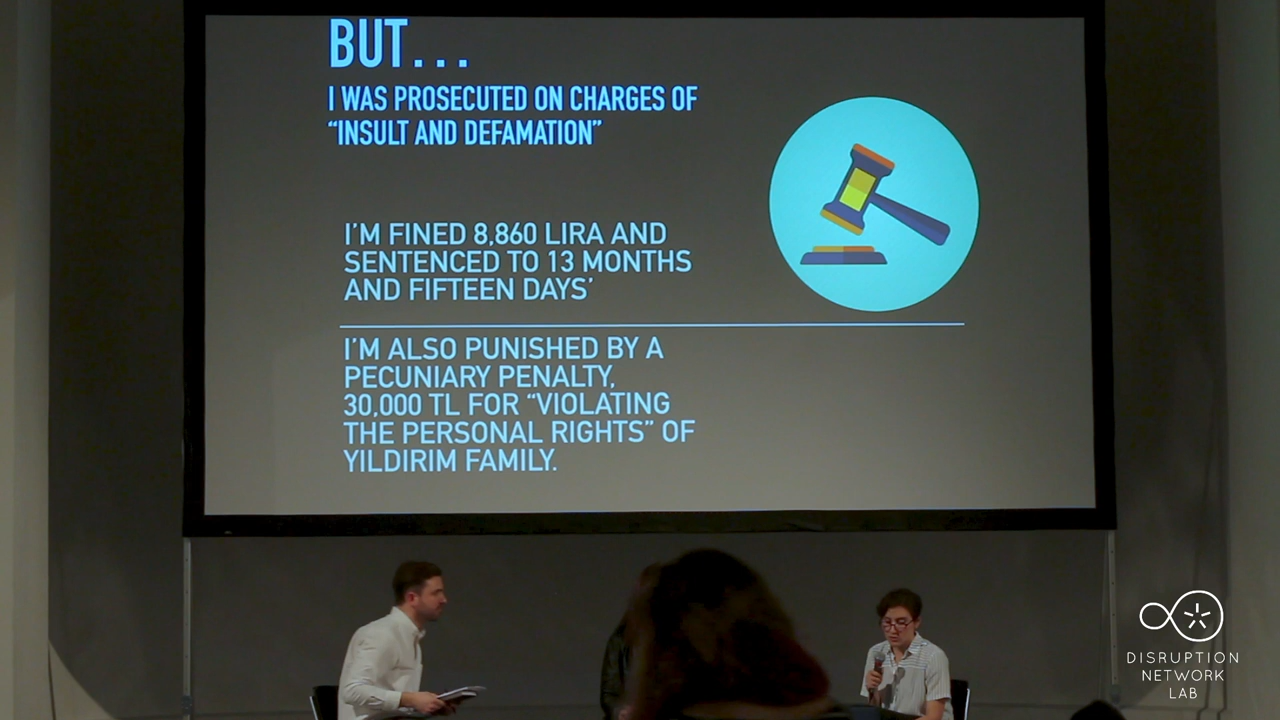 BUT...
I WAS PROSECUTED ON CHARGES OF
“INSULT AND DEFAMATION”
I’M FINED 8,860 LIRA AND
SENTENCED TO 13 MONTHS
AND FIFTEEN DAYS’
I’M ALSO PUNISHED BY A
PECUNIARY PENALTY,
30,000 TL FOR “VIOLATING
THE PERSONAL RIGHTS” OF
YILDIRIM FAMILY.
DISRUPTION
NETWORK
LAB